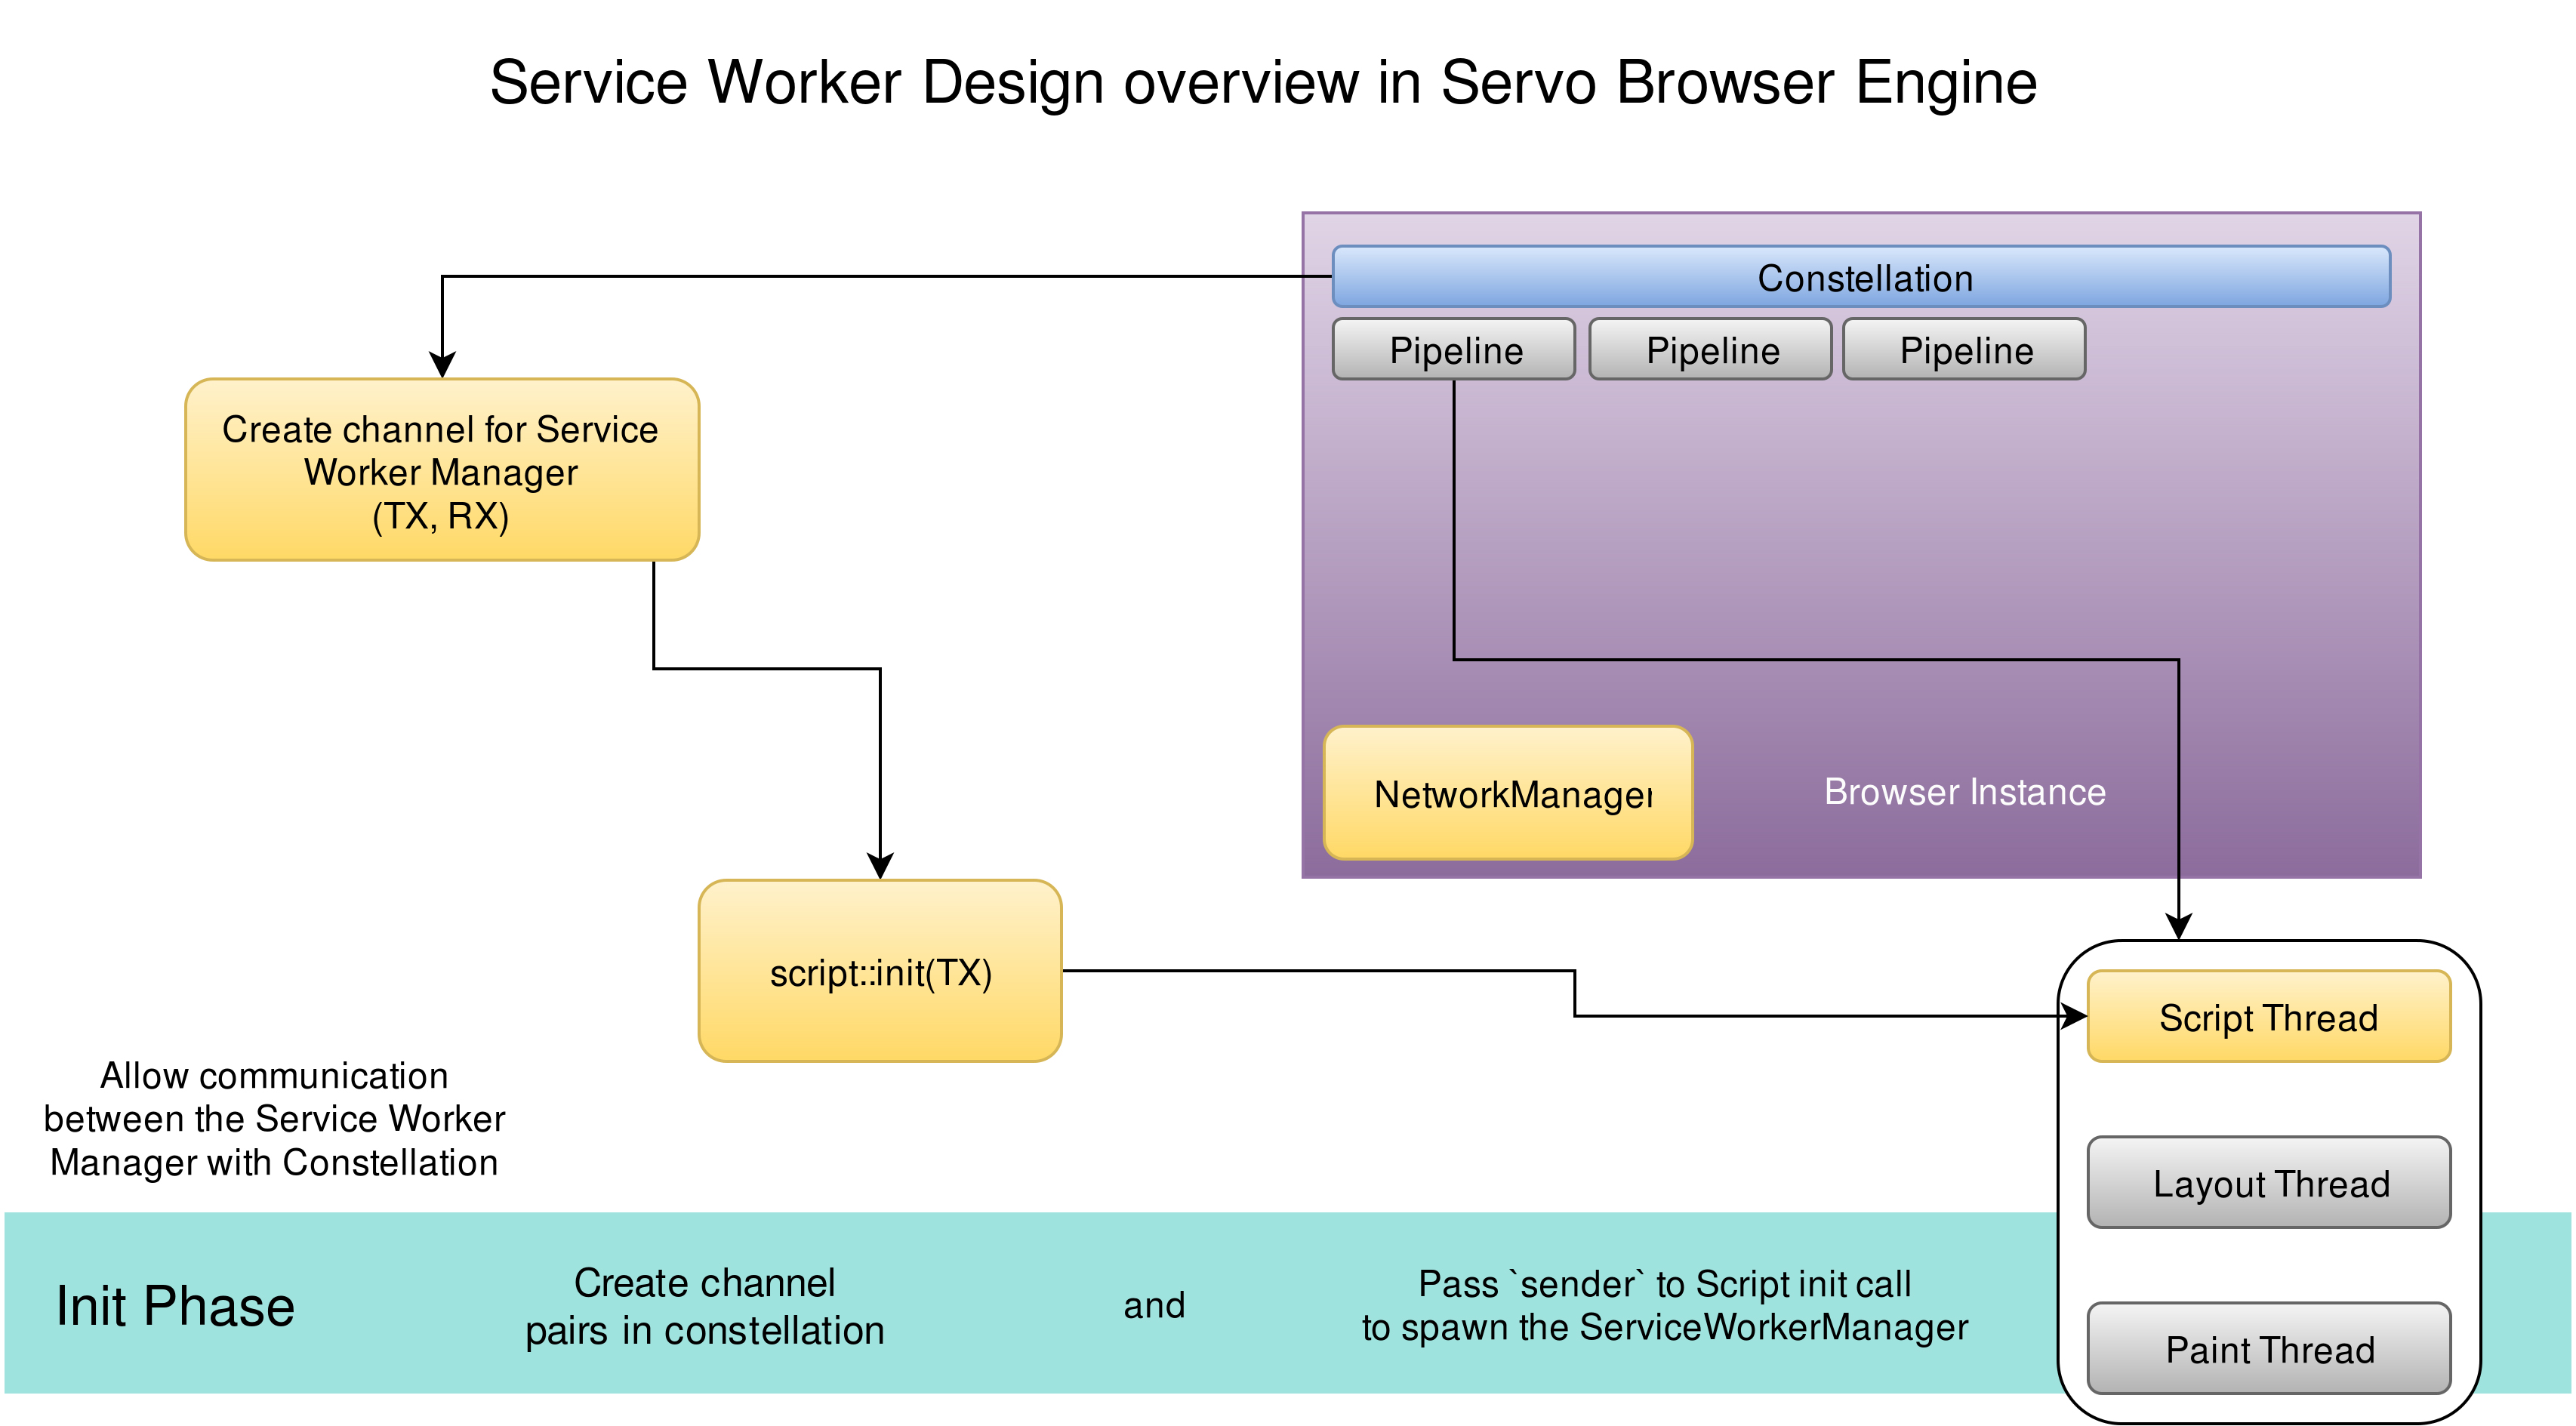 Service Worker Design overview in Servo Browser Engine
Constellation
Pipeline
Pipeline
Pipeline
Create channel for Service
Worker Manager
(TX, RX)
NetworkManager
Browser Instance
script::init(TX)
Script Thread
Layout Thread
Paint Thread
Allow communication
between the Service Worker
Manager with Constellation
Init Phase
Create channel
pairs in constellation
and
Pass `sender` to Script init call
to spawn the ServiceWorkerManager